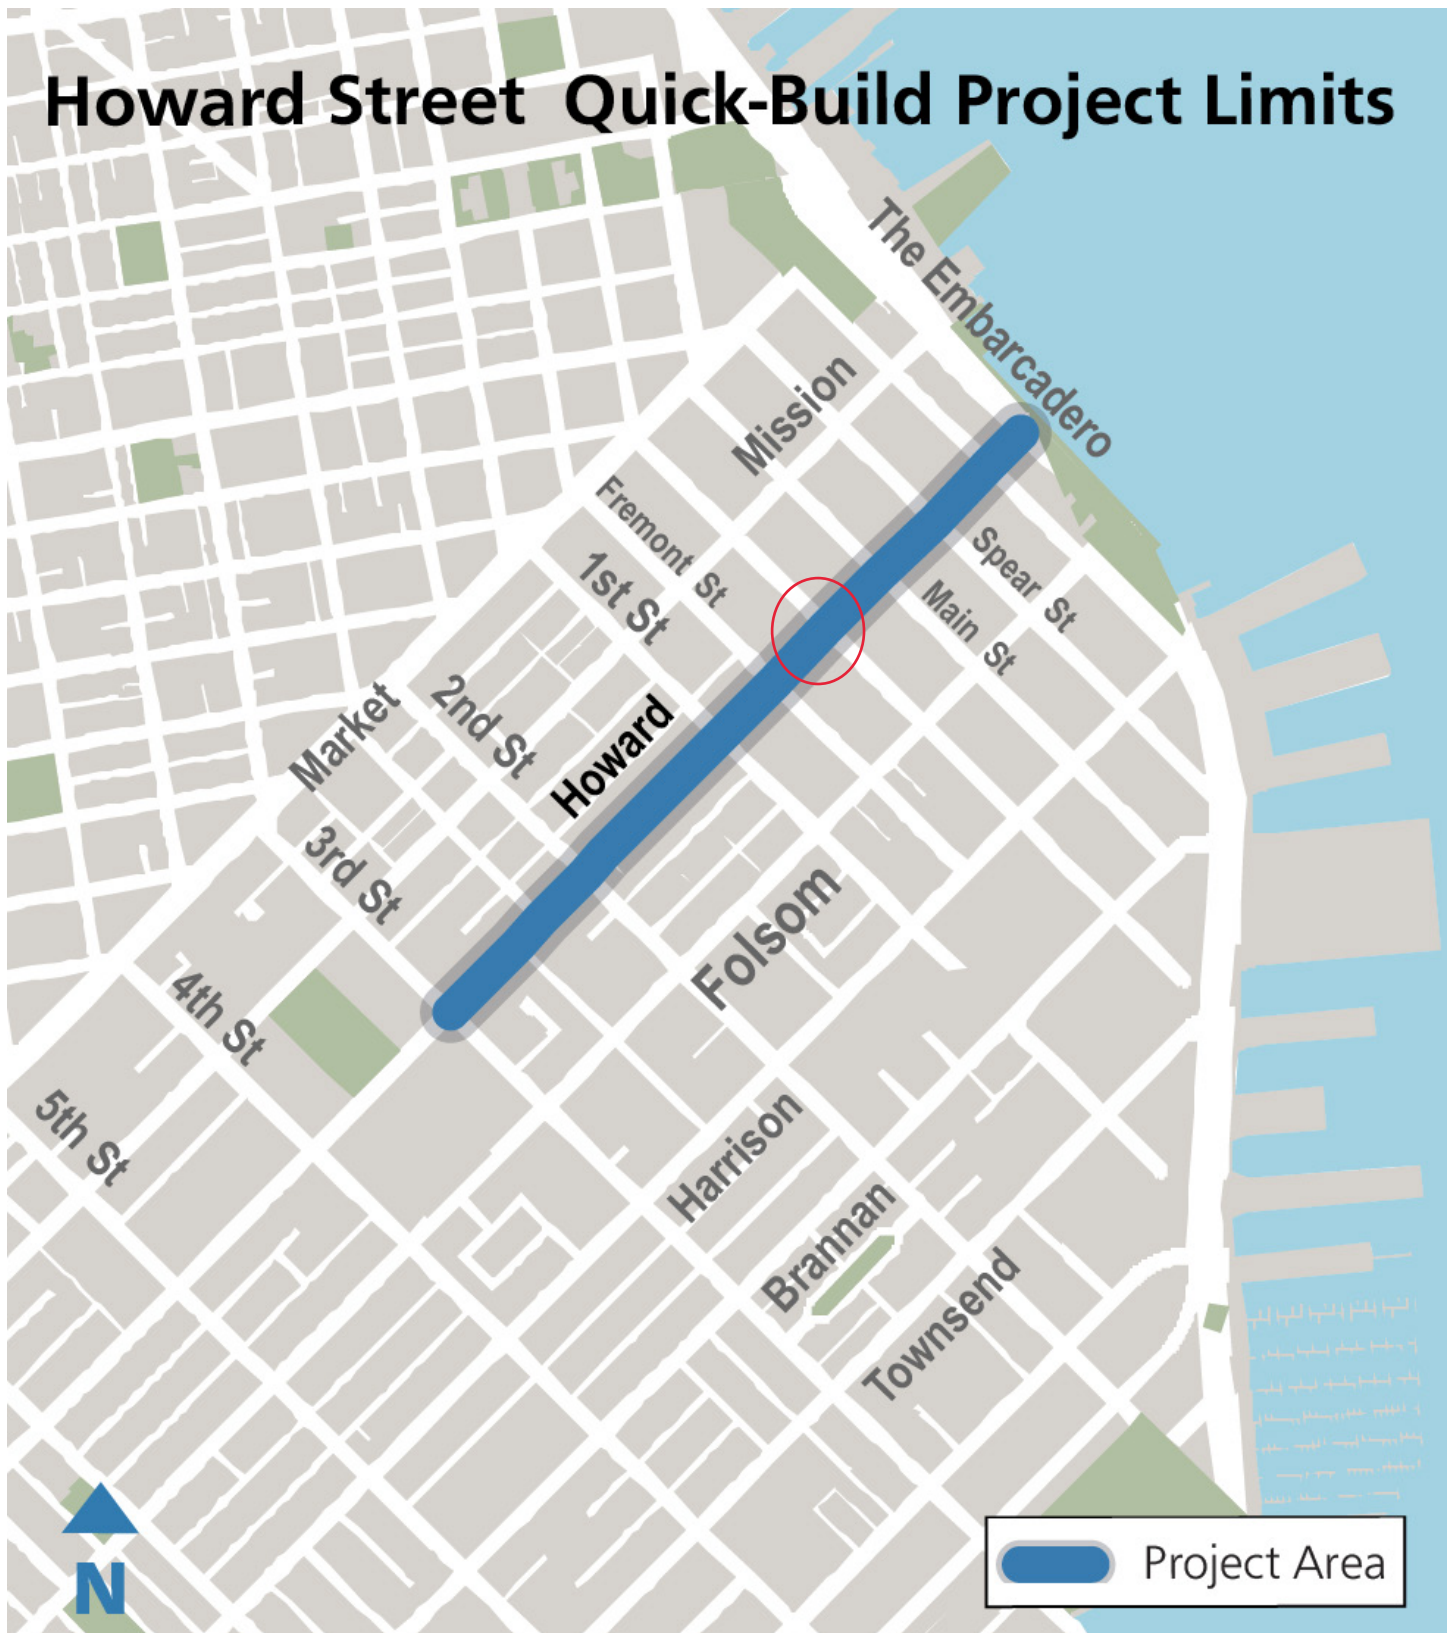 Howard Street Quick-Build Project Limits
The Embarcadero
Mission
Fremont St
Spear St
1st St
Main St
2nd St
Market
Howard
3rd St
Folsom
4th St
5th St
Harrison
Brannan
Townsend
N
Project Area